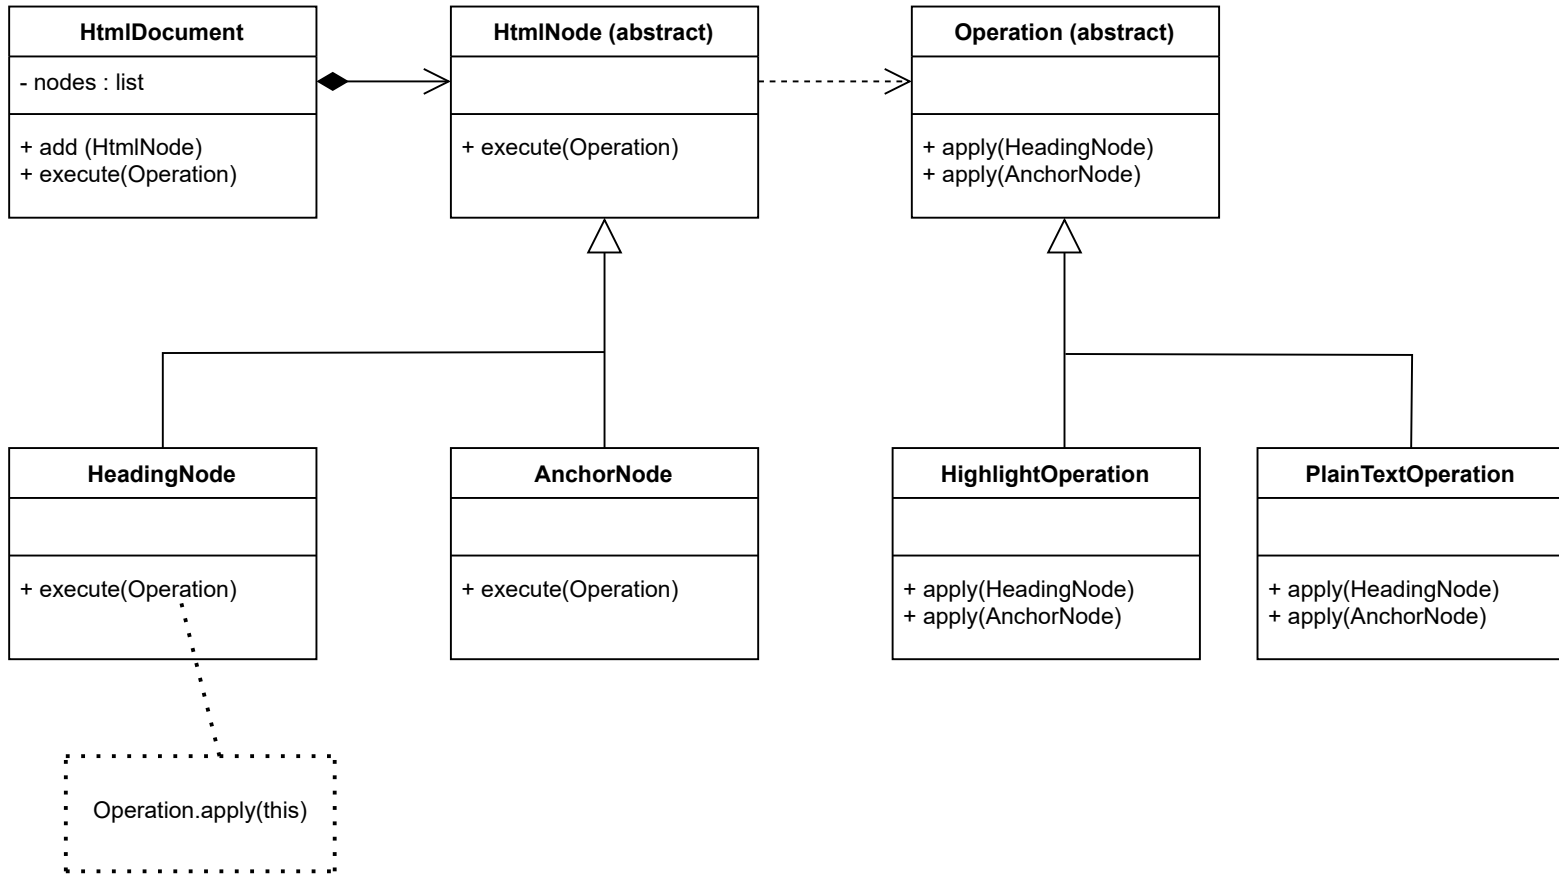 HtmlDocument
- nodes : list
+ add (HtmlNode)
+ execute(Operation)
HtmlNode (abstract)
+ execute(Operation)
Operation (abstract)
+ apply(HeadingNode)
+ apply(AnchorNode)
HeadingNode
+ execute(Operation)
AnchorNode
+ execute(Operation)
HighlightOperation
+ apply(HeadingNode)
+ apply(AnchorNode)
PlainTextOperation
+ apply(HeadingNode)
+ apply(AnchorNode)
Operation.apply(this)